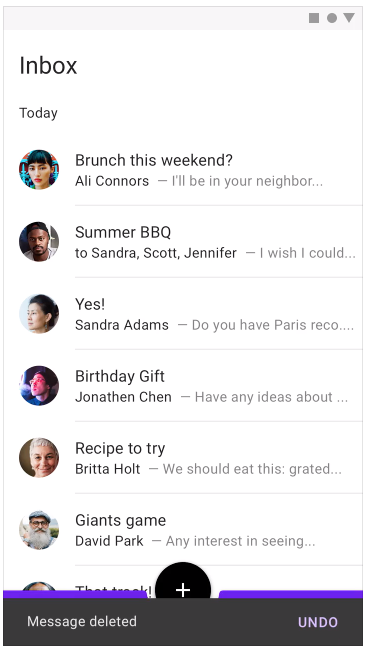 Inbox
Today
Brunch this weekend?
Ali Connors — I'll be in your neighbor...
Summer BBQ
to Sandra, Scott, Jennifer — I wish I could...
Yes!
Sandra Adams — Do you have Paris reco....
Birthday Gift
Jonathen Chen — Have any ideas about ...
Recipe to try
Britta Holt — We should eat this: grated...
Giants game
David Park — Any interest in seeing...
Message deleted UNDO